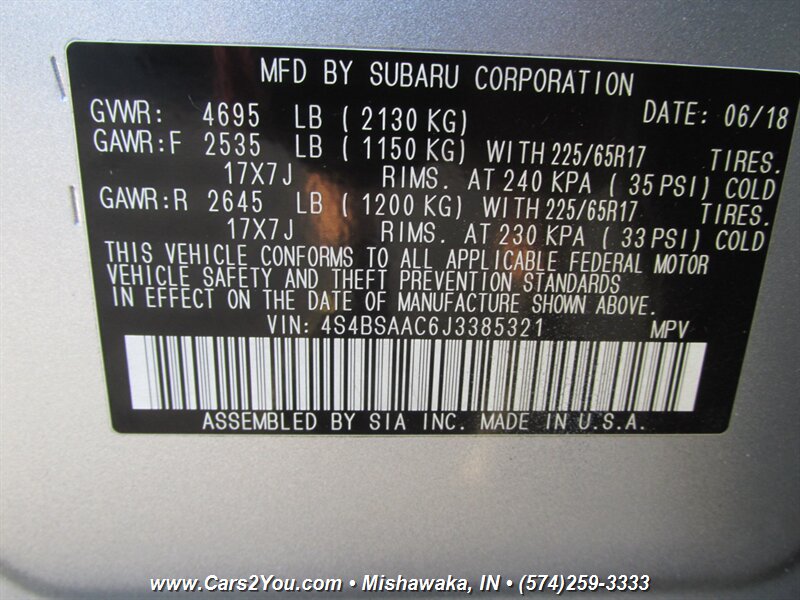 MFD BY SUBARU CORPORATION
GVWR: 4695 LB ( 2130 KG) DATE: 06/18
GAWR:F 2535 LB ( 1150 KG) WITH 225/65R17 TIRES.
17X7J RIMS. AT 240 KPA ( 35 PSI) COLD
GAWR:R 2645 LB ( 1200 KG) WITH 225/65R17 TIRES.
17X7J RIMS. AT 230 KPA ( 33 PSI) COLD
THIS VEHICLE CONFORMS TO ALL APPLICABLE FEDERAL MOTOR
VEHICLE SAFETY AND THEFT PREVENTION STANDARDS
IN EFFECT ON THE DATE OF MANUFACTURE SHOWN ABOVE.
VIN: 4S4BSAAC6J3385321 MPV
ASSEMBLED BY SIA INC. MADE IN U.S.A.
www.Cars2You.com • Mishawaka, IN • (574)259-3333